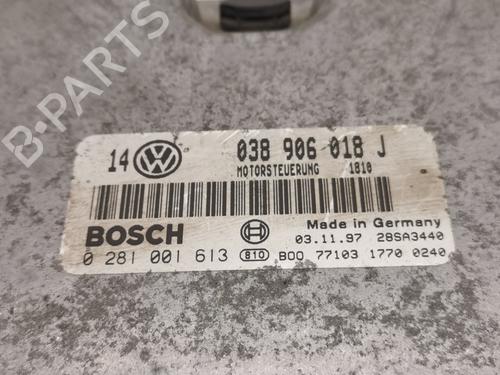 B-PARTS
14 VW 038 906 018 J
MOTORSTEUERUNG 1810
BOSCH
Made in Germany
03.11.97 28SA3440
0 281 001 613 810 B00 77103 1770 0240